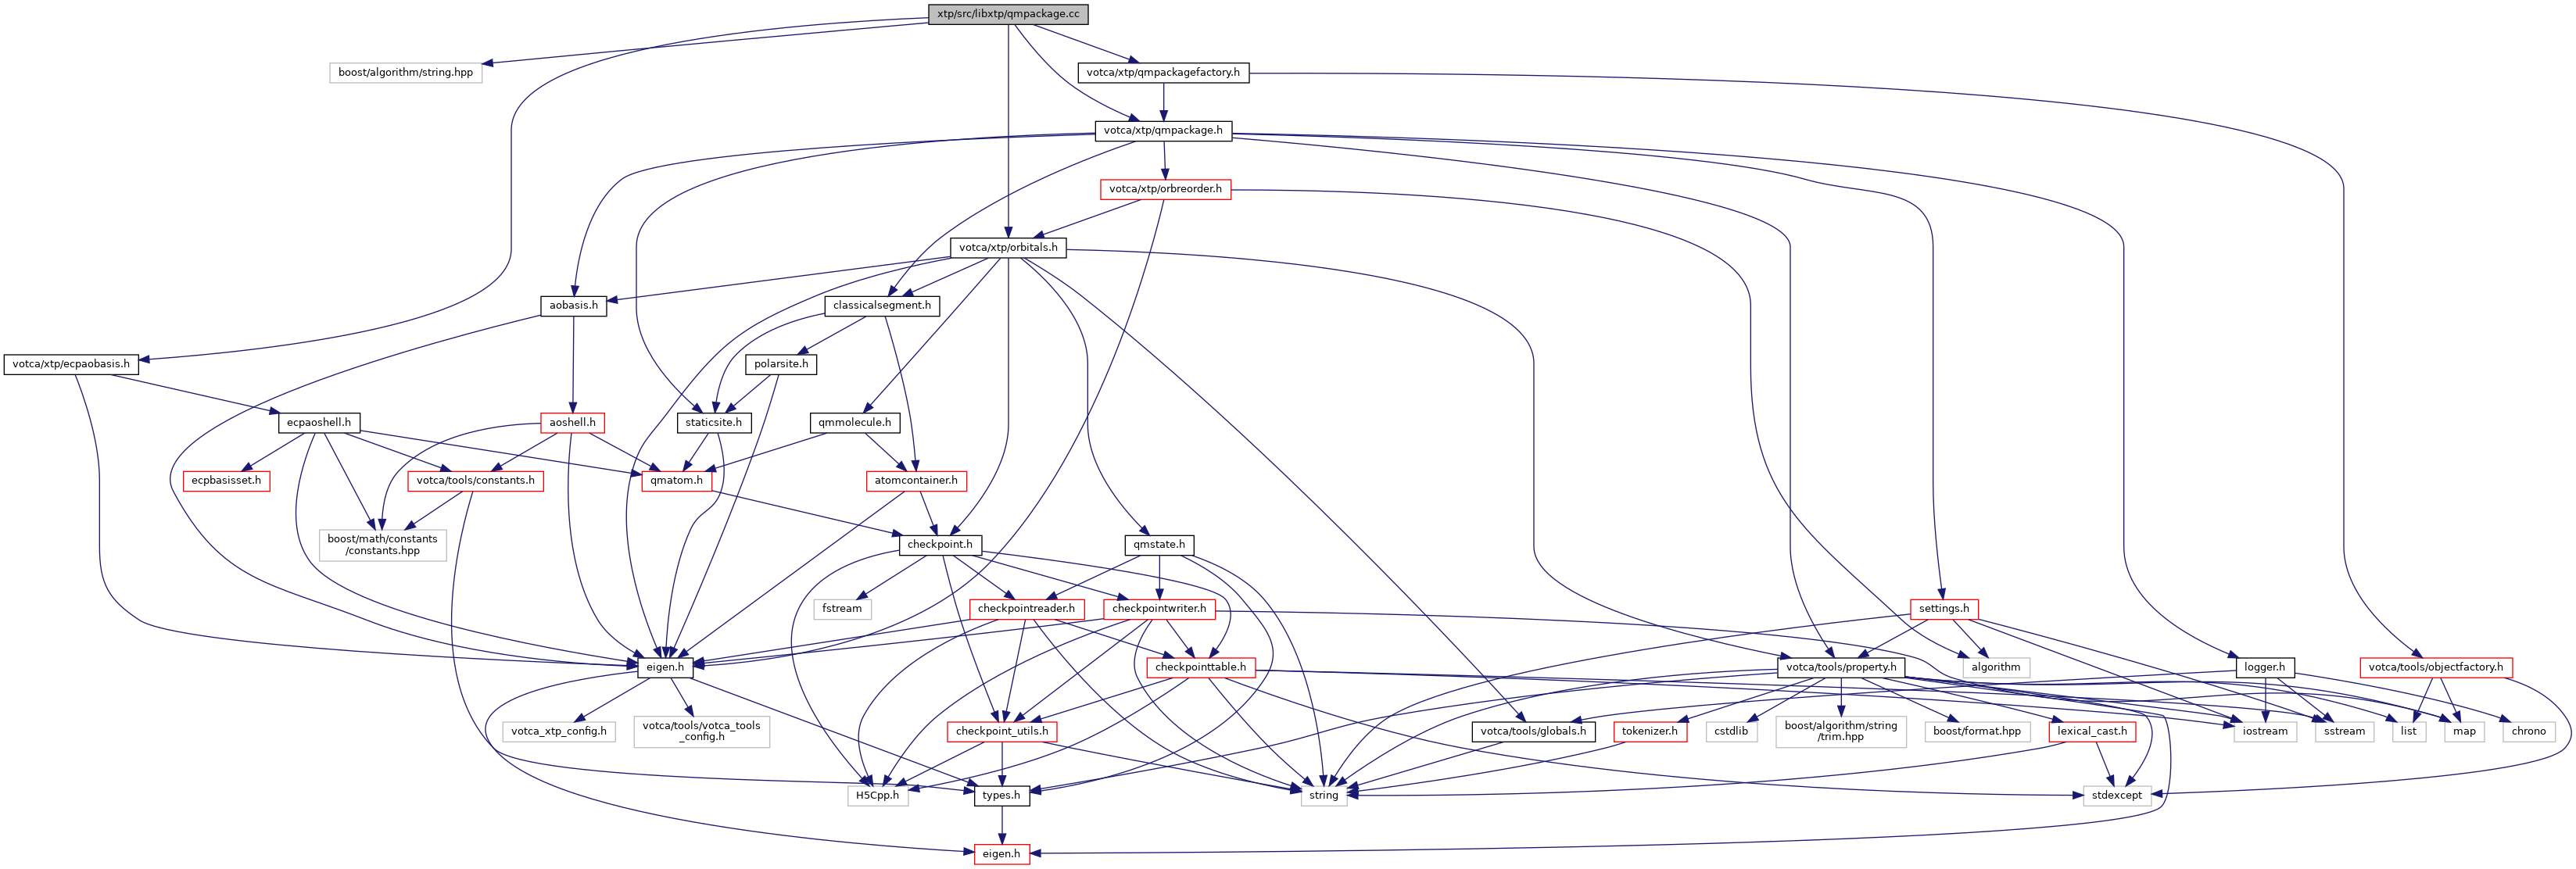 xtp/src/libxtp/qmpackage.cc
boost/algorithm/string.hpp
votca/xtp/qmpackagefactory.h
votca/xtp/qmpackage.h
votca/xtp/orbreorder.h
votca/xtp/orbitals.h
aobasis.h
classicalsegment.h
votca/xtp/ecpaobasis.h
polarsite.h
ecpaoshell.h
aoshell.h
staticsite.h
qmmolecule.h
ecpbasisset.h
votca/tools/constants.h
qmatom.h
atomcontainer.h
boost/math/constants
/constants.hpp
checkpoint.h
qmstate.h
fstream
checkpointreader.h
checkpointwriter.h
settings.h
eigen.h
checkpointtable.h
votca/tools/property.h
algorithm
logger.h
votca/tools/objectfactory.h
votca_xtp_config.h
votca/tools/votca_tools
_config.h
checkpoint_utils.h
votca/tools/globals.h
tokenizer.h
cstdlib
boost/algorithm/string
/trim.hpp
boost/format.hpp
lexical_cast.h
iostream
sstream
list
map
chrono
H5Cpp.h
types.h
string
stdexcept
eigen.h